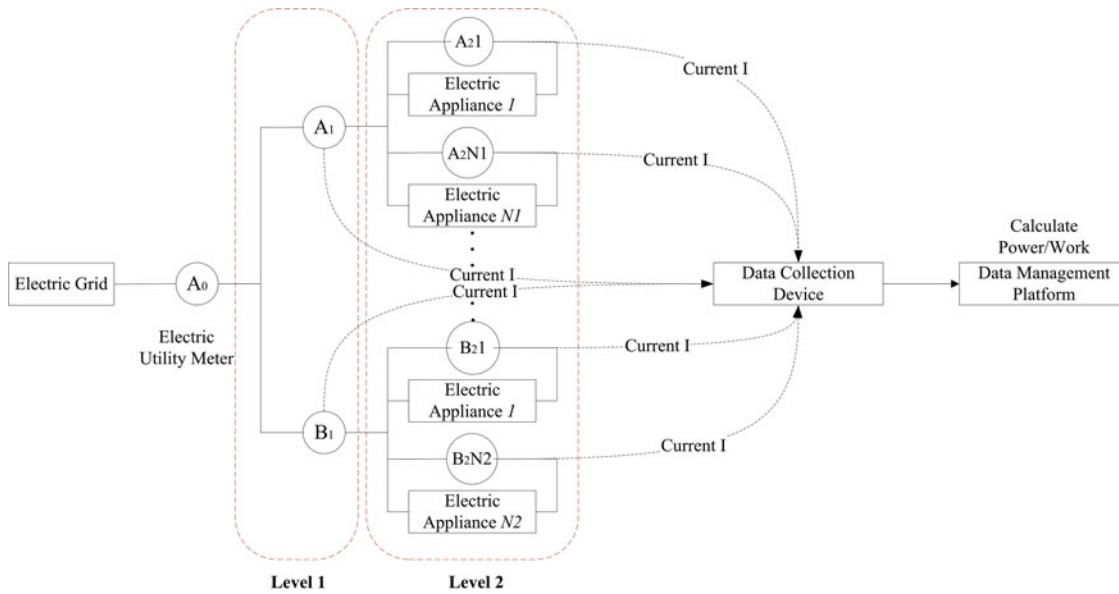 A₂1
Current I
Electric
Appliance 1
A₁
A₂N1
Current I
Electric
Appliance N1
Calculate
Power/Work
Electric Grid
A₀
Current I
Current I
Data Collection
Device
Data Management
Platform
Electric
Utility Meter
B₂1
Current I
Electric
Appliance 1
B₁
B₂N2
Current I
Electric
Appliance N2
Level 1
Level 2